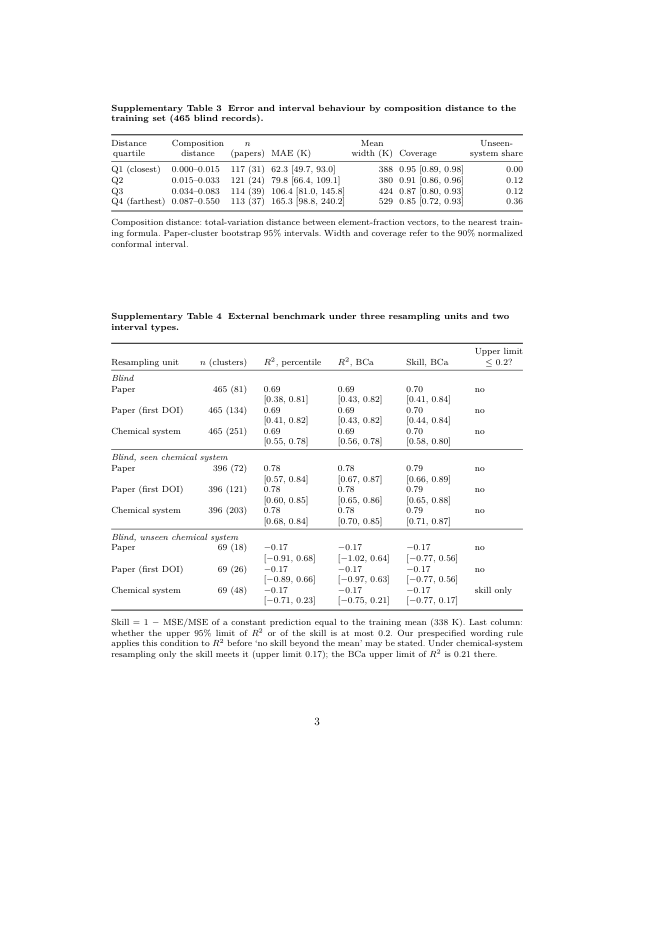 Supplementary Table 3 Error and interval behaviour by composition distance to the
training set (465 blind records).
Distance Composition n Mean Unseen-
quartile distance (papers) MAE (K) width (K) Coverage system share
Q1 (closest) 0.000–0.015 117 (31) 62.3 [49.7, 93.0] 388 0.95 [0.89, 0.98] 0.00
Q2 0.015–0.033 121 (24) 79.8 [66.4, 109.1] 380 0.91 [0.86, 0.96] 0.12
Q3 0.034–0.083 114 (39) 106.4 [81.0, 145.8] 424 0.87 [0.80, 0.93] 0.12
Q4 (farthest) 0.087–0.550 113 (37) 165.3 [98.8, 240.2] 529 0.85 [0.72, 0.93] 0.36
Composition distance: total-variation distance between element-fraction vectors, to the nearest train-
ing formula. Paper-cluster bootstrap 95% intervals. Width and coverage refer to the 90% normalized
conformal interval.
Supplementary Table 4 External benchmark under three resampling units and two
interval types.
Upper limit
Resampling unit n (clusters) R², percentile R², BCa Skill, BCa ≤ 0.2?
Blind
Paper 465 (81) 0.69 0.69 0.70 no
[0.38, 0.81] [0.43, 0.82] [0.41, 0.84]
Paper (first DOI) 465 (134) 0.69 0.69 0.70 no
[0.41, 0.82] [0.43, 0.82] [0.44, 0.84]
Chemical system 465 (251) 0.69 0.69 0.70 no
[0.55, 0.78] [0.56, 0.78] [0.58, 0.80]
Blind, seen chemical system
Paper 396 (72) 0.78 0.78 0.79 no
[0.57, 0.84] [0.67, 0.87] [0.66, 0.89]
Paper (first DOI) 396 (121) 0.78 0.78 0.79 no
[0.60, 0.85] [0.65, 0.86] [0.65, 0.88]
Chemical system 396 (203) 0.78 0.78 0.79 no
[0.68, 0.84] [0.70, 0.85] [0.71, 0.87]
Blind, unseen chemical system
Paper 69 (18) −0.17 −0.17 −0.17 no
[−0.91, 0.68] [−1.02, 0.64] [−0.77, 0.56]
Paper (first DOI) 69 (26) −0.17 −0.17 −0.17 no
[−0.89, 0.66] [−0.97, 0.63] [−0.77, 0.56]
Chemical system 69 (48) −0.17 −0.17 −0.17 skill only
[−0.71, 0.23] [−0.75, 0.21] [−0.77, 0.17]
Skill = 1 − MSE/MSE of a constant prediction equal to the training mean (338 K). Last column:
whether the upper 95% limit of R² or of the skill is at most 0.2. Our prespecified wording rule
applies this condition to R² before ‘no skill beyond the mean’ may be stated. Under chemical-system
resampling only the skill meets it (upper limit 0.17); the BCa upper limit of R² is 0.21 there.
3